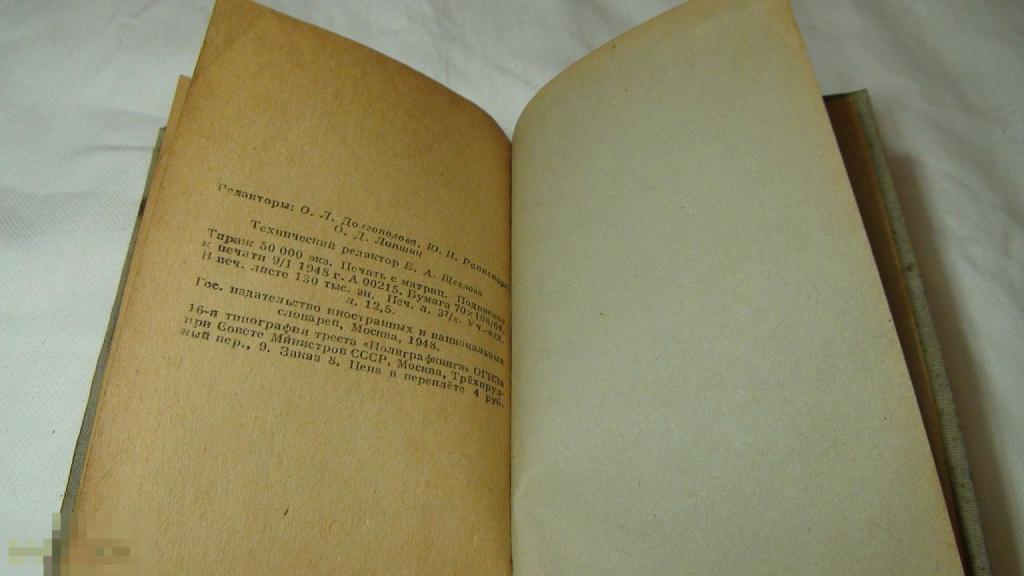 Редакторы: О. Л. Долгополова, Ю. И. Раппопорт,
О. Д. Липшиц
Технический редактор Е. А. Щеглова
Тираж 50 000 экз. Печать с матриц. Подписано
к печати 9/I 1948 г. А 00215. Бумага 70×108/64.
В печ. листе 130 тыс. зн. Печ. л. Уч.-изд.
л. 12,5.
Гос. издательство иностранных и национальных
словарей, Москва, 1948.
16-я типография треста «Полиграфкнига» ОГИЗа
при Совете Министров СССР. Москва, Трёхпруд-
ный пер., 9. Заказ 8. Цена в переплёте 4 руб.